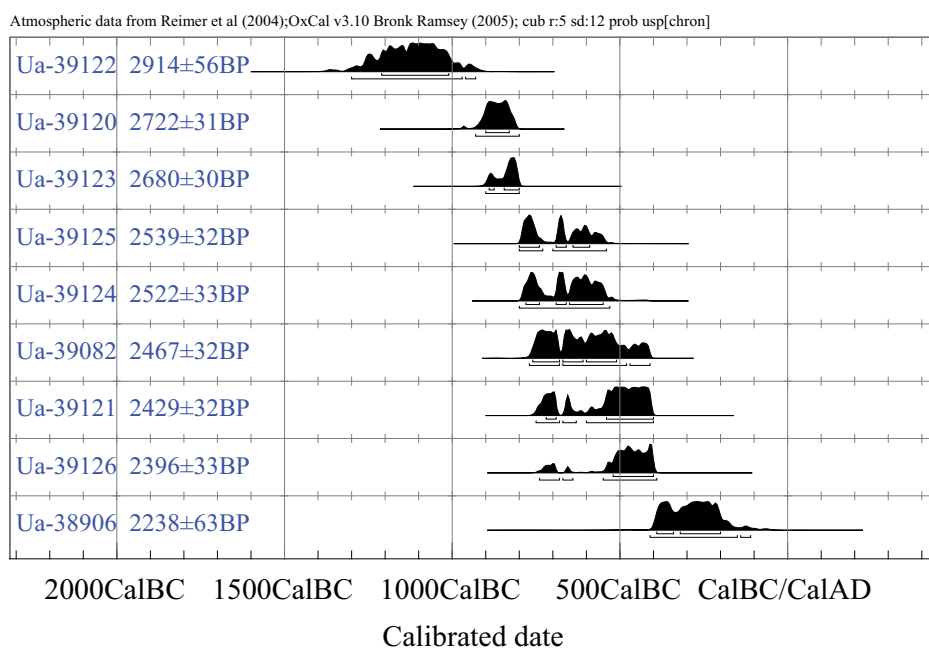 Atmospheric data from Reimer et al (2004);OxCal v3.10 Bronk Ramsey (2005); cub r:5 sd:12 prob usp[chron]
Ua-39122 2914±56BP
Ua-39120 2722±31BP
Ua-39123 2680±30BP
Ua-39125 2539±32BP
Ua-39124 2522±33BP
Ua-39082 2467±32BP
Ua-39121 2429±32BP
Ua-39126 2396±33BP
Ua-38906 2238±63BP
2000CalBC 1500CalBC 1000CalBC 500CalBC CalBC/CalAD
Calibrated date